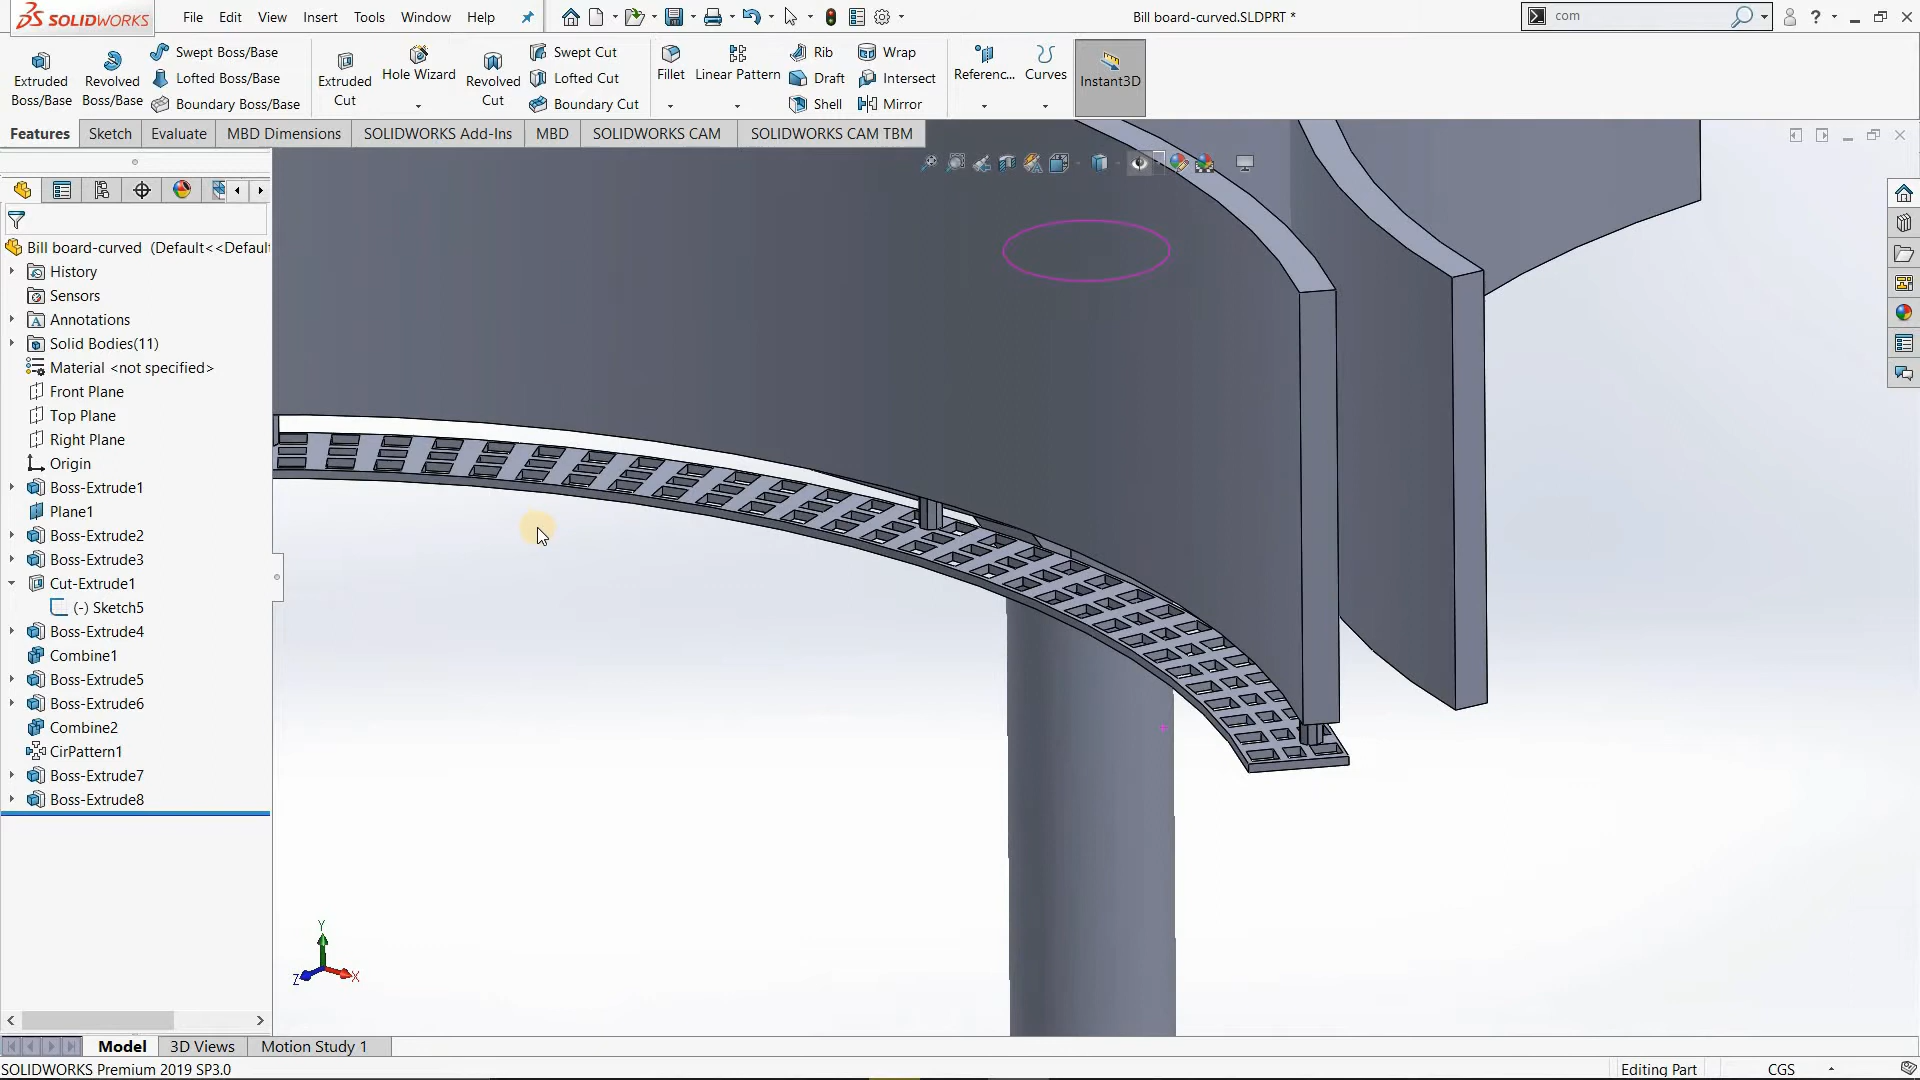 SOLIDWORKS File Edit View Insert Tools Window Help Bill board-curved.SLDPRT * com
Extruded Boss/Base
Revolved Boss/Base
Swept Boss/Base
Lofted Boss/Base
Boundary Boss/Base
Extruded Cut
Hole Wizard
Revolved Cut
Swept Cut
Lofted Cut
Boundary Cut
Fillet
Linear Pattern
Rib
Draft
Shell
Wrap
Intersect
Mirror
Referenc...
Curves
Instant3D
Features Sketch Evaluate MBD Dimensions SOLIDWORKS Add-Ins MBD SOLIDWORKS CAM SOLIDWORKS CAM TBM
Bill board-curved (Default<<Defaul
History
Sensors
Annotations
Solid Bodies(11)
Material <not specified>
Front Plane
Top Plane
Right Plane
Origin
Boss-Extrude1
Plane1
Boss-Extrude2
Boss-Extrude3
Cut-Extrude1
(-) Sketch5
Boss-Extrude4
Combine1
Boss-Extrude5
Boss-Extrude6
Combine2
CirPattern1
Boss-Extrude7
Boss-Extrude8
Y
Z
X
Model 3D Views Motion Study 1
SOLIDWORKS Premium 2019 SP3.0 Editing Part CGS